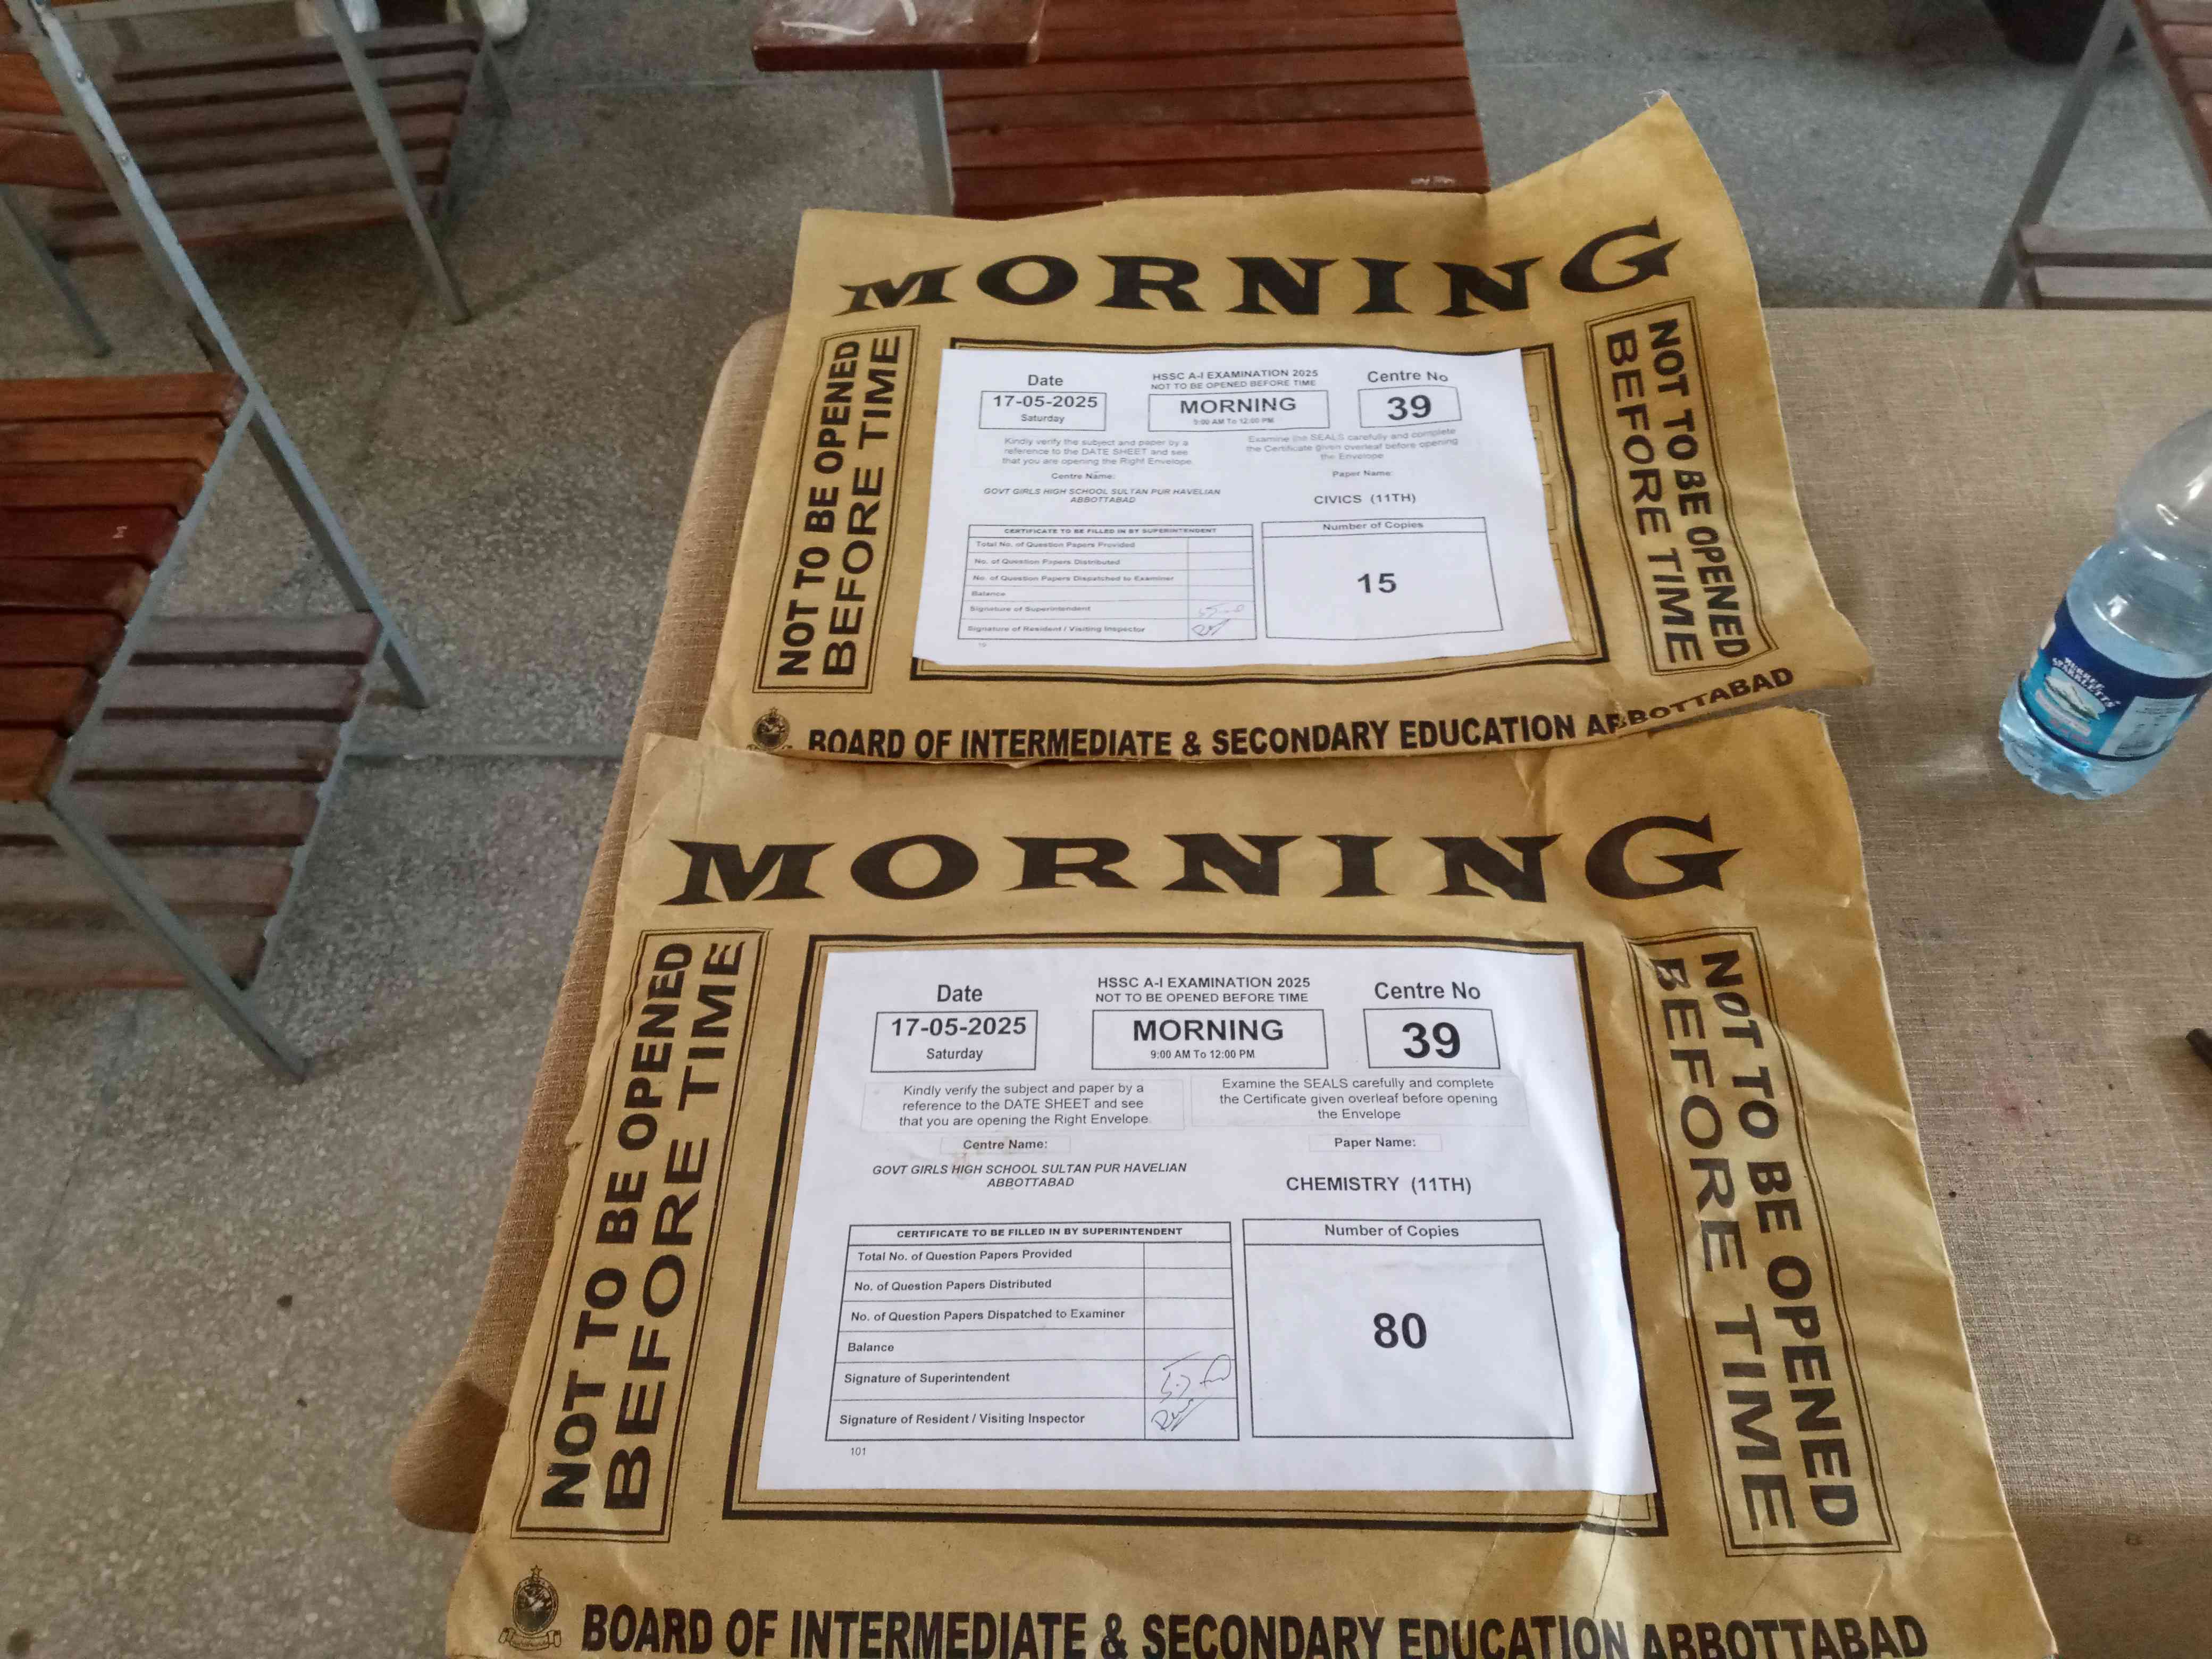 MORNING
NOT TO BE OPENED
BEFORE TIME
Date
17-05-2025
Saturday
HSSC A-I EXAMINATION 2025
NOT TO BE OPENED BEFORE TIME
MORNING
9:00 AM To 12:00 PM
Centre No
39
Kindly verify the subject and paper by a
reference to the DATE SHEET and see
that you are opening the Right Envelope.
Examine the SEALS carefully and complete
the Certificate given overleaf before opening
the Envelope
Centre Name:
GOVT GIRLS HIGH SCHOOL SULTAN PUR HAVELIAN
ABBOTTABAD
Paper Name:
CIVICS (11TH)
CERTIFICATE TO BE FILLED IN BY SUPERINTENDENT
Total No. of Question Papers Provided
No. of Question Papers Distributed
No. of Question Papers Dispatched to Examiner
Balance
Signature of Superintendent
Signature of Resident / Visiting Inspector
Number of Copies
15
NOT TO BE OPENED
BEFORE TIME
BOARD OF INTERMEDIATE & SECONDARY EDUCATION ABBOTTABAD
MORNING
NOT TO BE OPENED
BEFORE TIME
Date
17-05-2025
Saturday
HSSC A-I EXAMINATION 2025
NOT TO BE OPENED BEFORE TIME
MORNING
9:00 AM To 12:00 PM
Centre No
39
Kindly verify the subject and paper by a
reference to the DATE SHEET and see
that you are opening the Right Envelope.
Examine the SEALS carefully and complete
the Certificate given overleaf before opening
the Envelope
Centre Name:
GOVT GIRLS HIGH SCHOOL SULTAN PUR HAVELIAN
ABBOTTABAD
Paper Name:
CHEMISTRY (11TH)
CERTIFICATE TO BE FILLED IN BY SUPERINTENDENT
Total No. of Question Papers Provided
No. of Question Papers Distributed
No. of Question Papers Dispatched to Examiner
Balance
Signature of Superintendent
Signature of Resident / Visiting Inspector
101
Number of Copies
80
NOT TO BE OPENED
BEFORE TIME
BOARD OF INTERMEDIATE & SECONDARY EDUCATION ABBOTTABAD
MURREE
SPARKLETTS